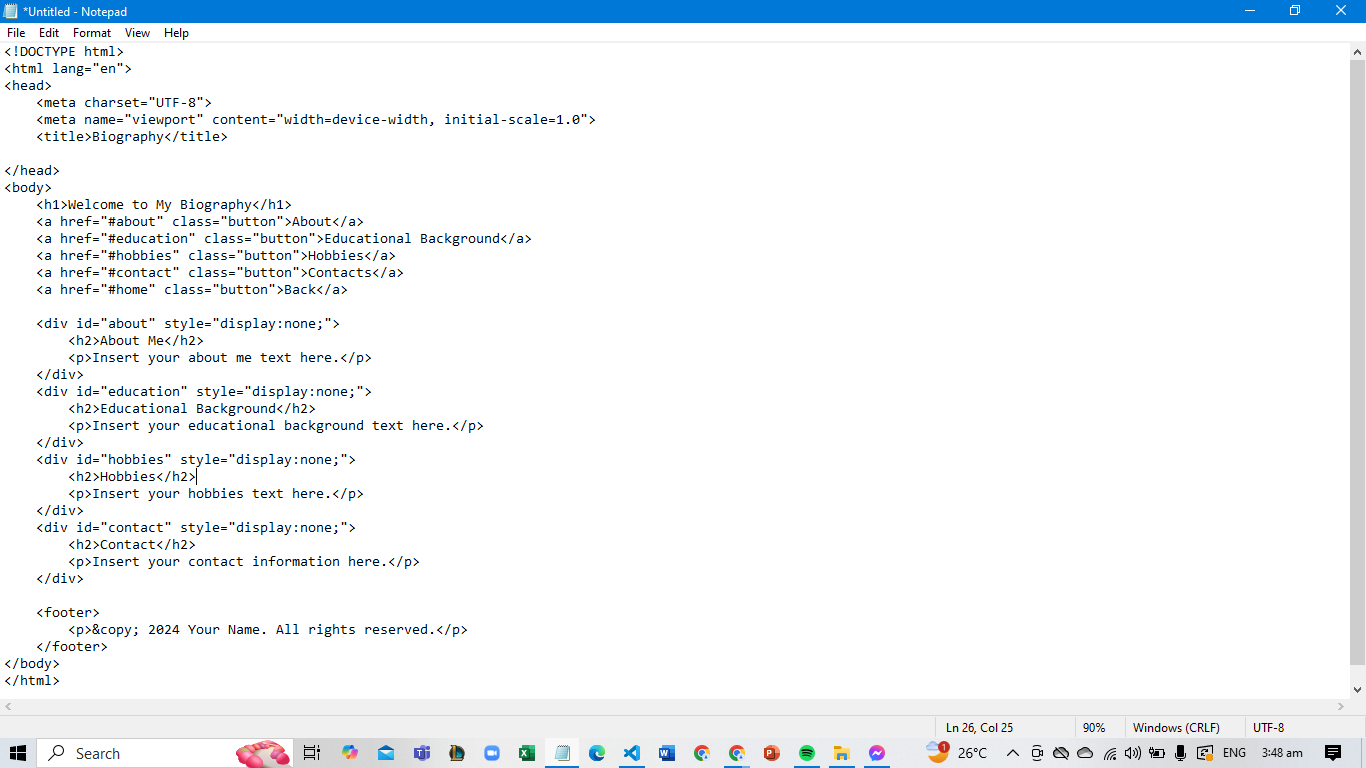 *Untitled - Notepad
File Edit Format View Help
<!DOCTYPE html>
<html lang="en">
<head>
    <meta charset="UTF-8">
    <meta name="viewport" content="width=device-width, initial-scale=1.0">
    <title>Biography</title>
</head>
<body>
    <h1>Welcome to My Biography</h1>
    <a href="#about" class="button">About</a>
    <a href="#education" class="button">Educational Background</a>
    <a href="#hobbies" class="button">Hobbies</a>
    <a href="#contact" class="button">Contacts</a>
    <a href="#home" class="button">Back</a>
    <div id="about" style="display:none;">
        <h2>About Me</h2>
        <p>Insert your about me text here.</p>
    </div>
    <div id="education" style="display:none;">
        <h2>Educational Background</h2>
        <p>Insert your educational background text here.</p>
    </div>
    <div id="hobbies" style="display:none;">
        <h2>Hobbies</h2>
        <p>Insert your hobbies text here.</p>
    </div>
    <div id="contact" style="display:none;">
        <h2>Contact</h2>
        <p>Insert your contact information here.</p>
    </div>
    <footer>
        <p>&copy; 2024 Your Name. All rights reserved.</p>
    </footer>
</body>
</html>
Ln 26, Col 25 90% Windows (CRLF) UTF-8
Search 1 26°C ENG 3:48 am